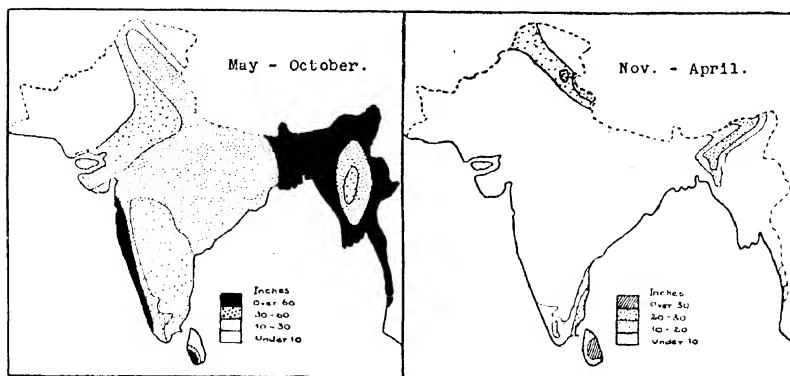 May - October.
Inches
Over 60
30-60
10-30
Under 10
Nov. - April.
Inches
Over 30
20-30
10-20
Under 10